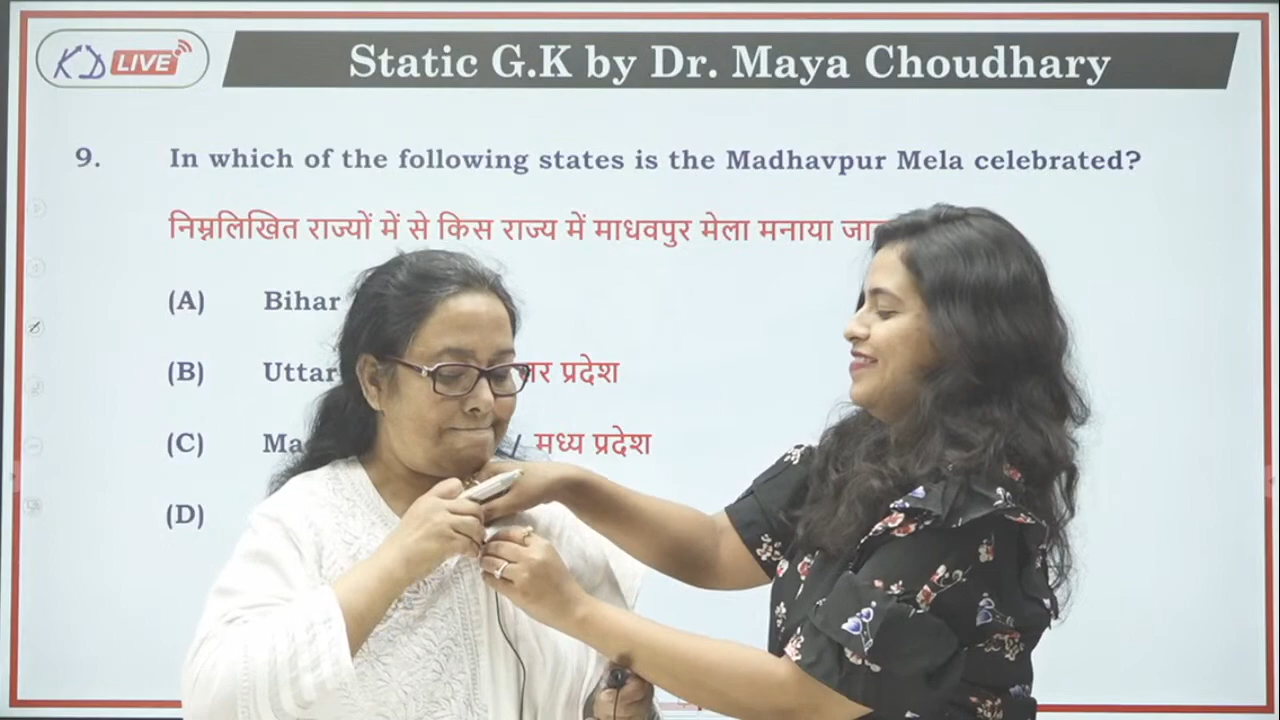 KD LIVE
Static G.K by Dr. Maya Choudhary
9. In which of the following states is the Madhavpur Mela celebrated?
निम्नलिखित राज्यों में से किस राज्य में माधवपुर मेला मनाया
(A) Bihar
(B) Uttar प्रदेश
(C) / मध्य प्रदेश
(D)